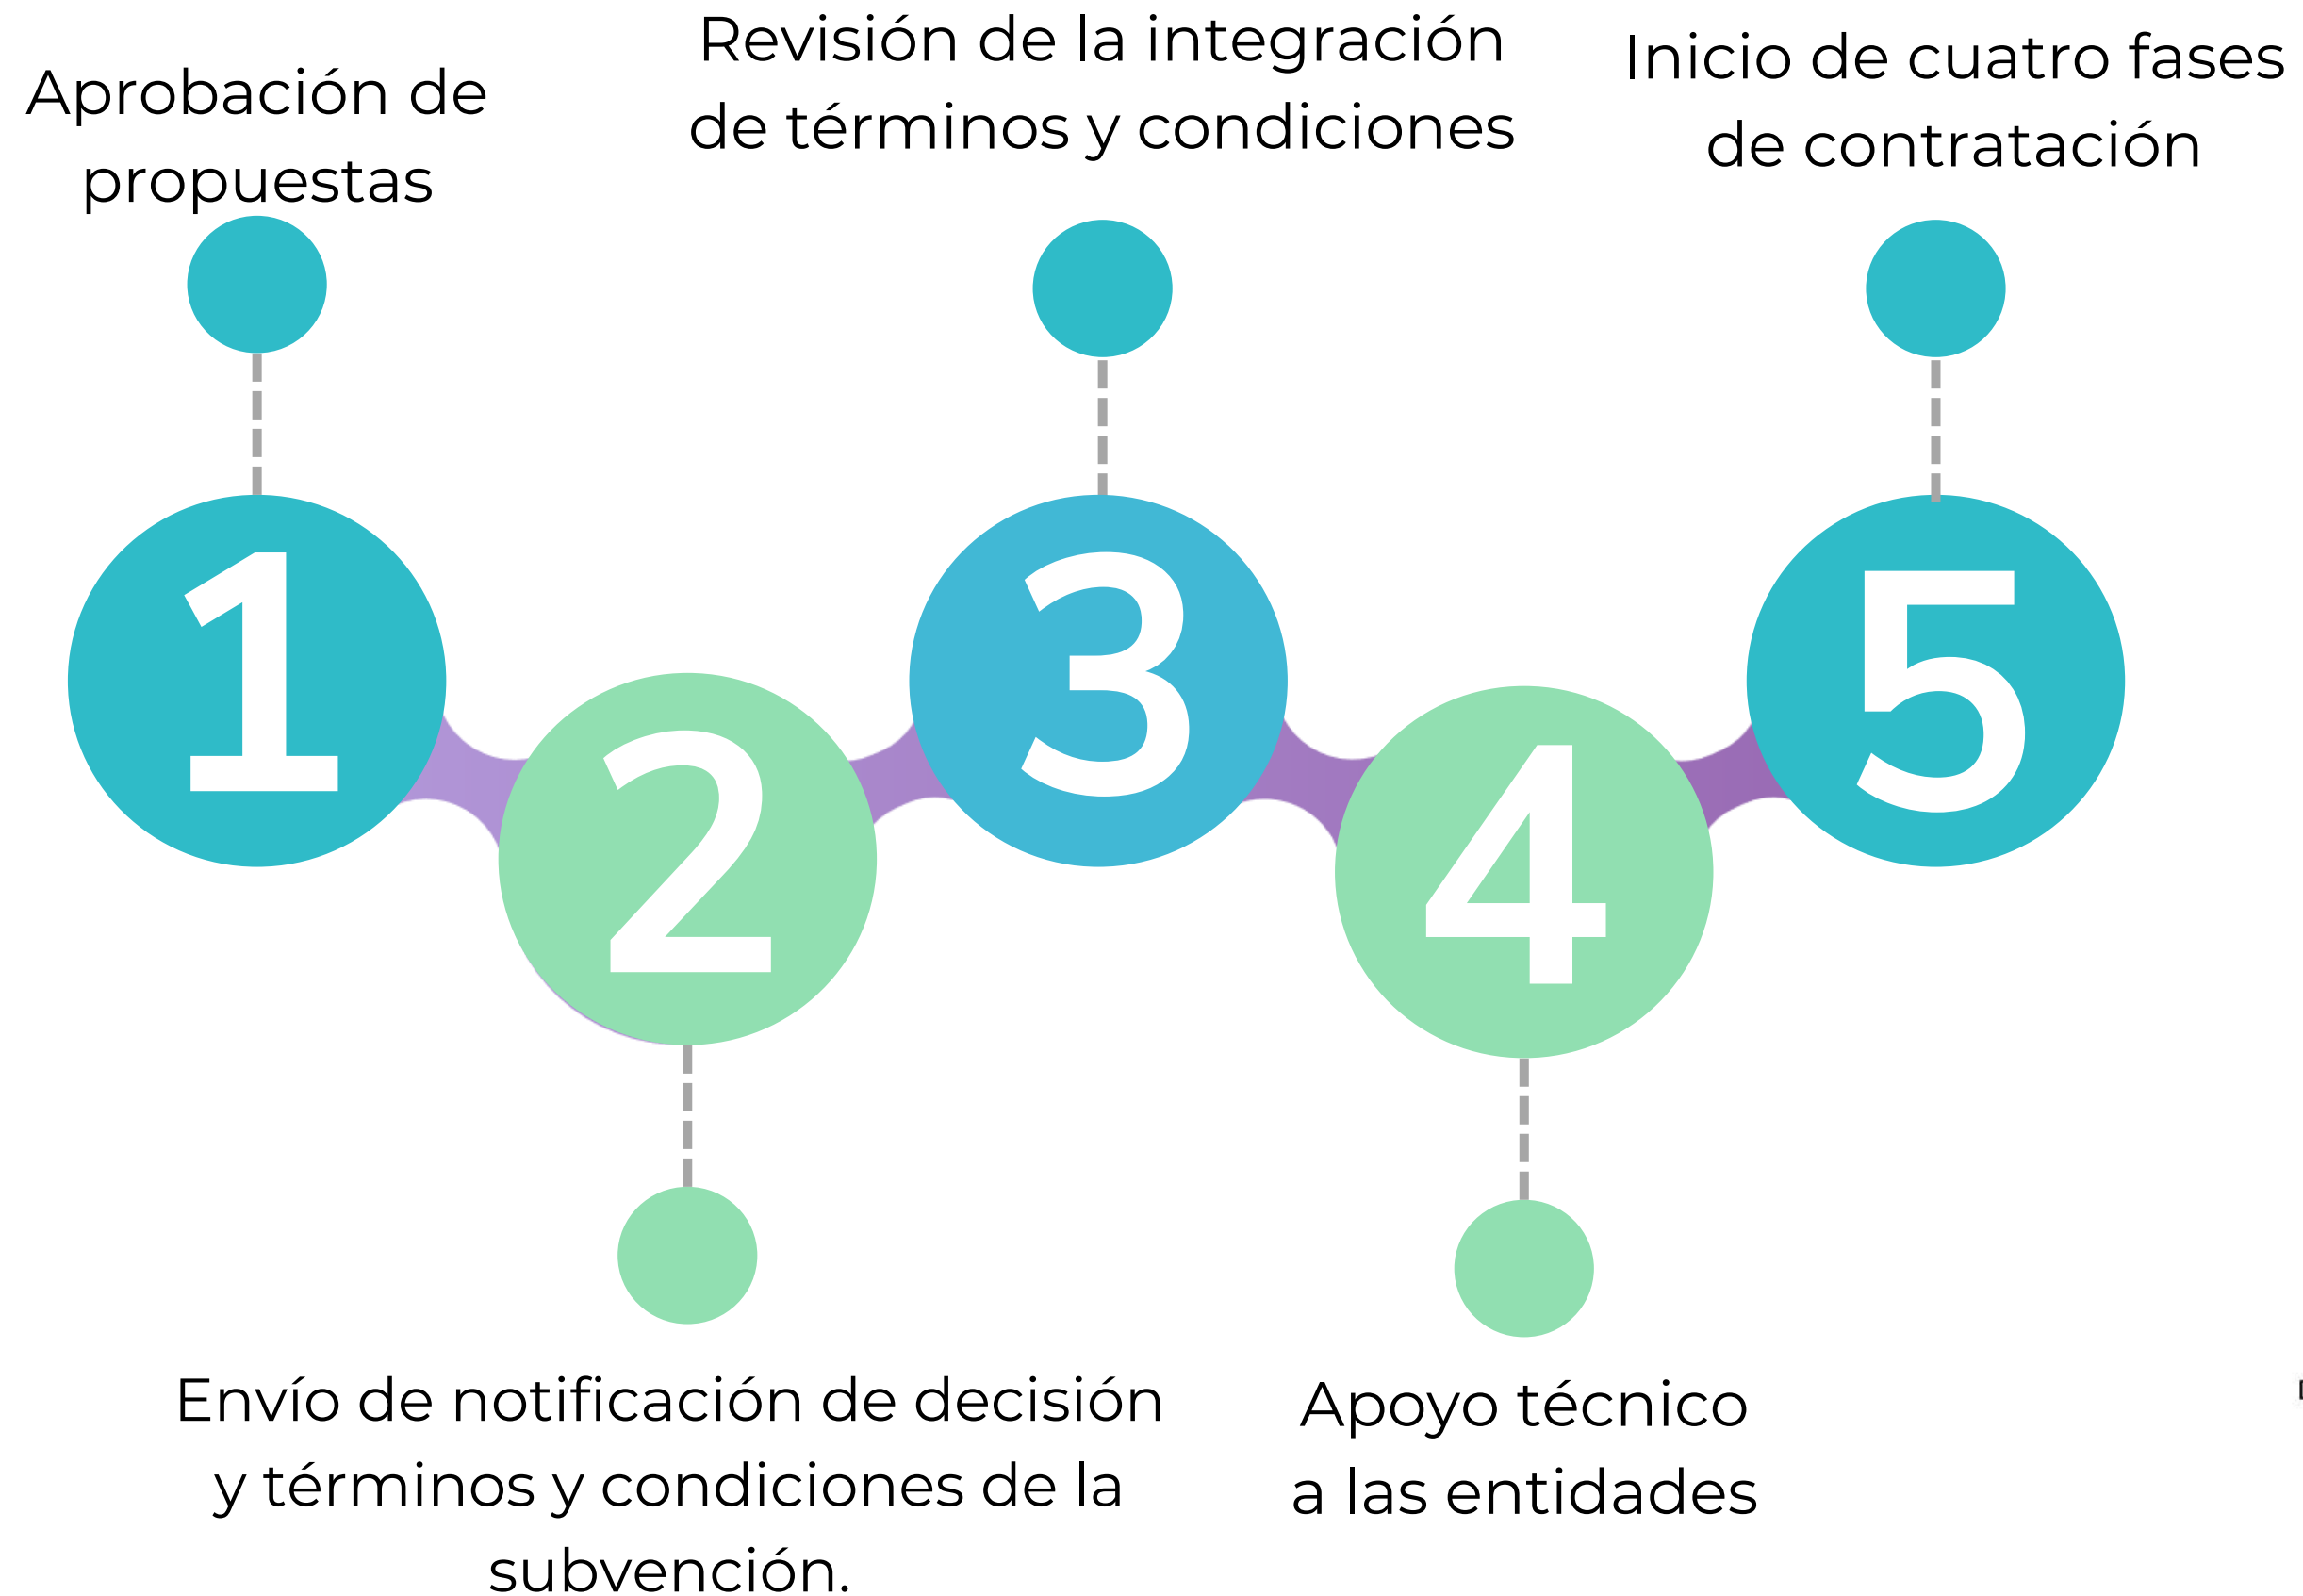 Aprobación de
propuestas
Revisión de la integración
de términos y condiciones
Inicio de cuatro fases
de contratación
1
2
3
4
5
Envío de notificación de decisión
y términos y condiciones de la
subvención.
Apoyo técnico
a las entidades